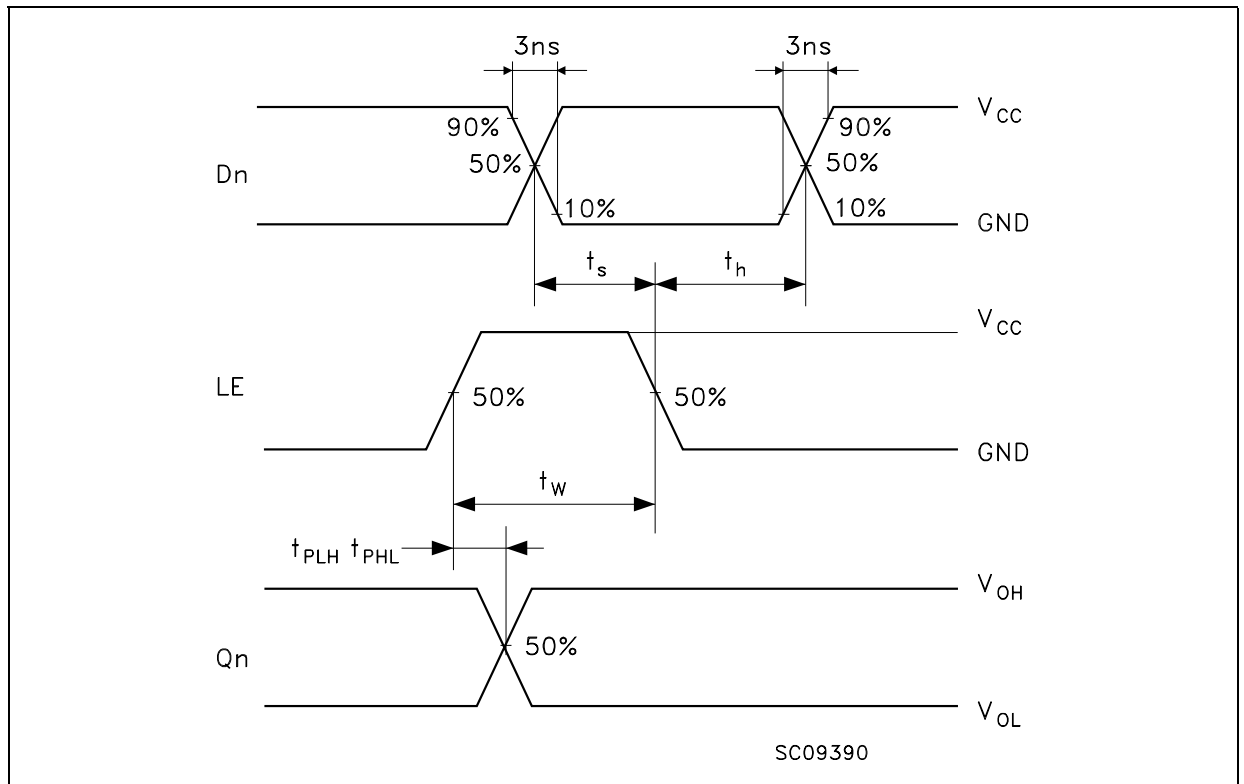 3ns 3ns
V_CC
90% 90%
50% 50%
Dn
10% 10%
GND
t_s t_h
V_CC
LE
50% 50%
GND
t_W
t_PLH t_PHL
V_OH
50%
Qn
V_OL
SC09390